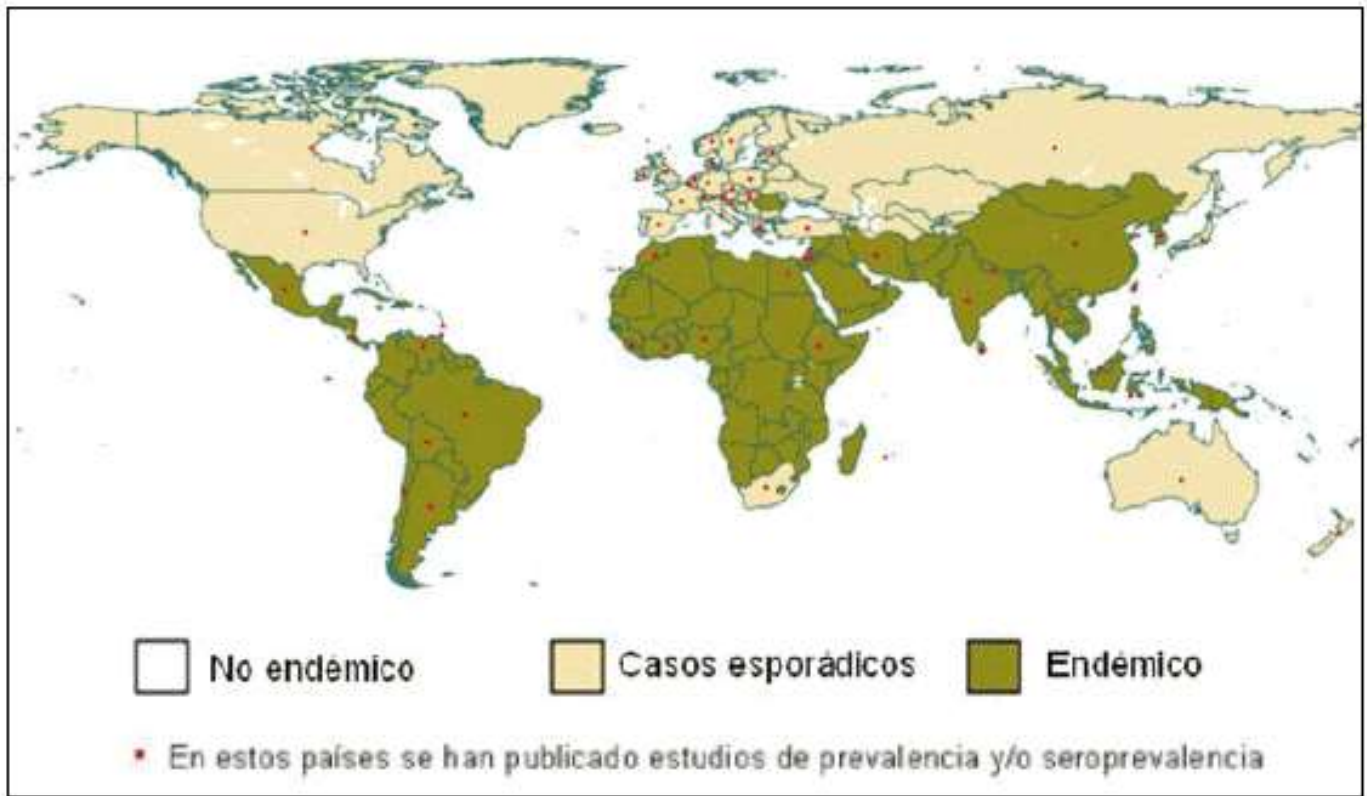 No endémico
Casos esporádicos
Endémico
En estos países se han publicado estudios de prevalencia y/o seroprevalencia